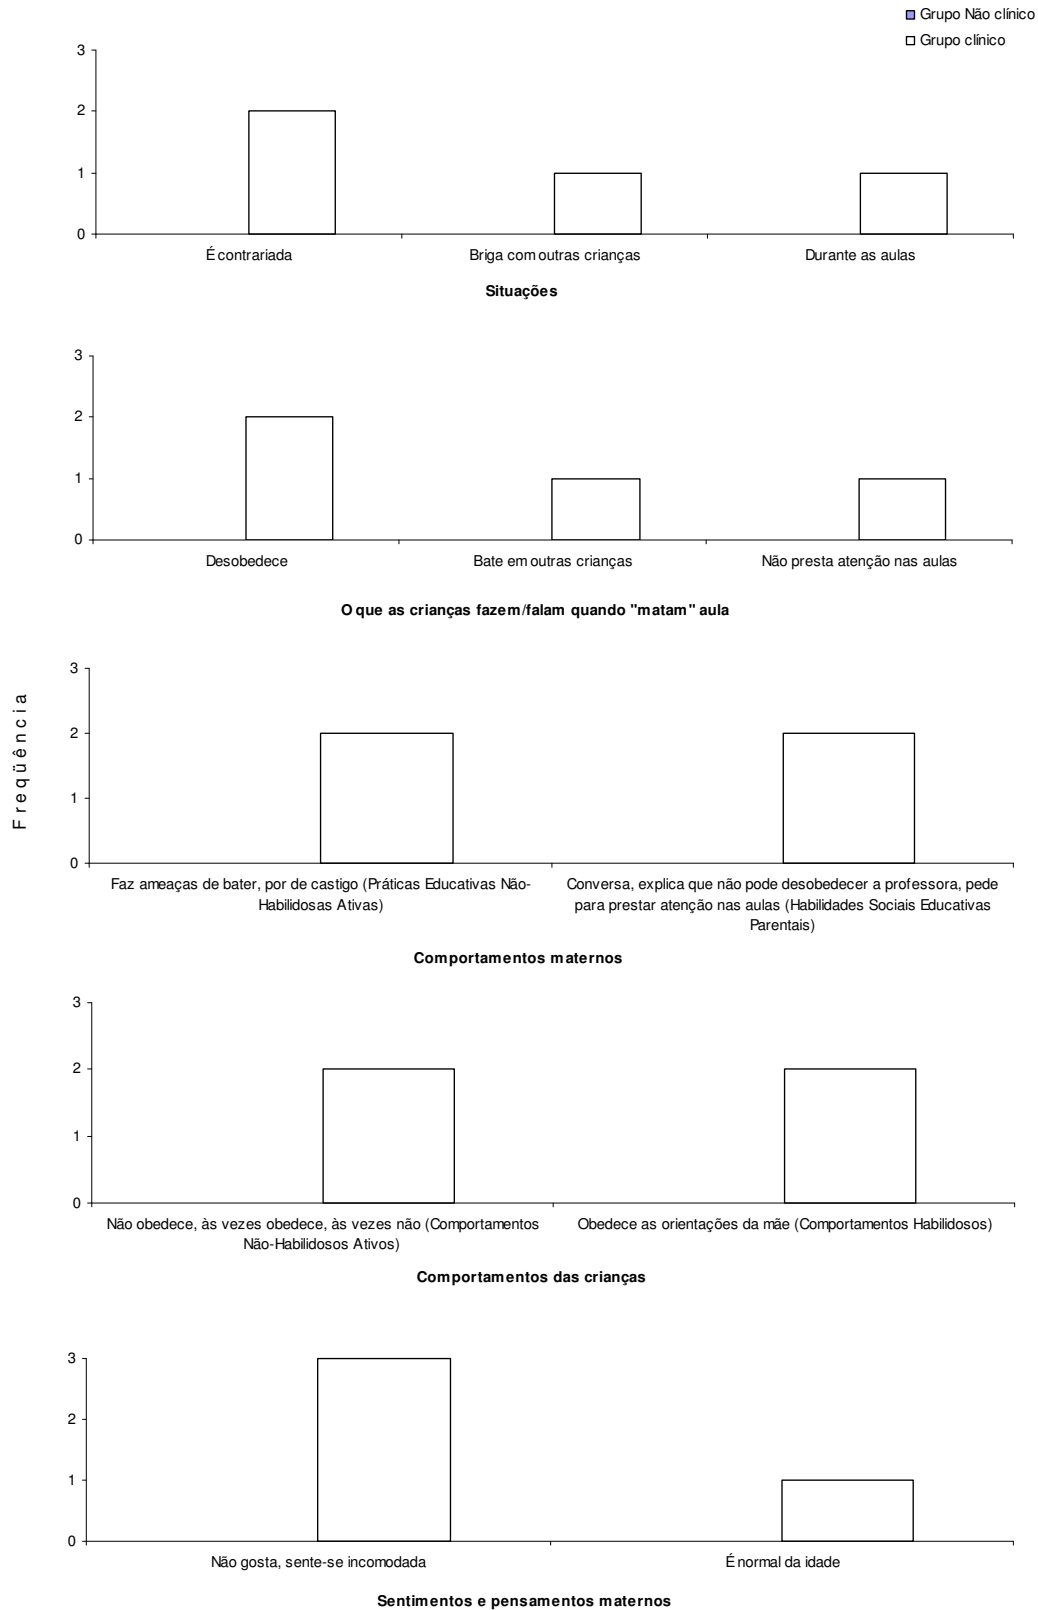 Grupo Não clínico
Grupo clínico
3
2
1
0
É contrariada
Briga com outras crianças
Durante as aulas
Situações
3
2
1
0
Desobedece
Bate em outras crianças
Não presta atenção nas aulas
O que as crianças fazem/falam quando "matam" aula
Freqüência
3
2
1
0
Faz ameaças de bater, por de castigo (Práticas Educativas Não-
Habilidosas Ativas)
Conversa, explica que não pode desobedecer a professora, pede
para prestar atenção nas aulas (Habilidades Sociais Educativas
Parentais)
Comportamentos maternos
3
2
1
0
Não obedece, às vezes obedece, às vezes não (Comportamentos
Não-Habilidosos Ativos)
Obedece as orientações da mãe (Comportamentos Habilidosos)
Comportamentos das crianças
3
2
1
0
Não gosta, sente-se incomodada
É normal da idade
Sentimentos e pensamentos maternos